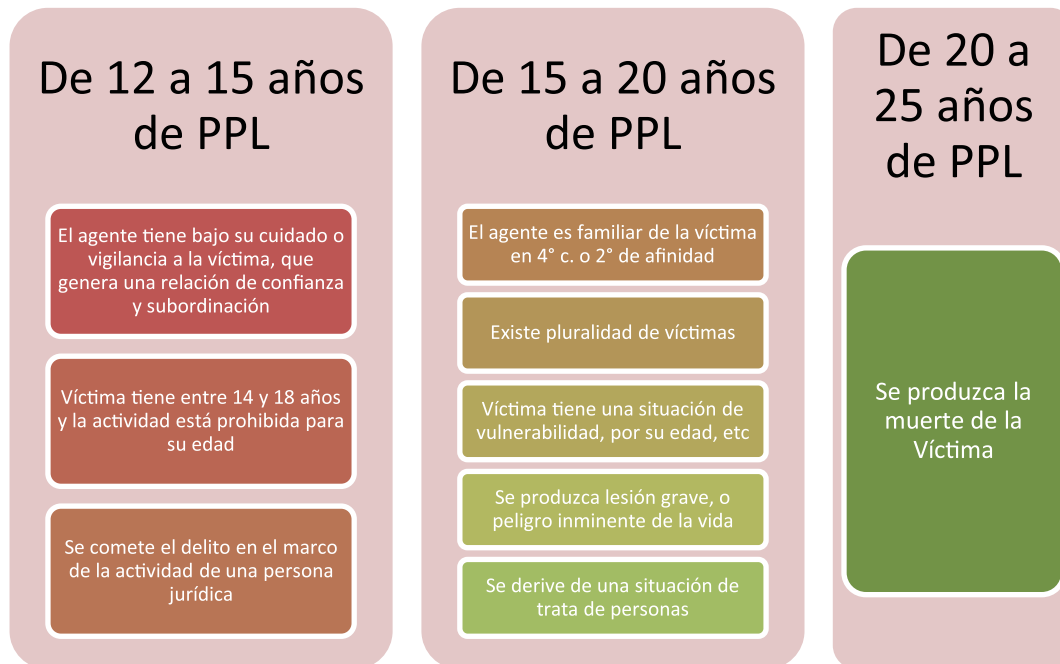 De 12 a 15 años
de PPL
El agente tiene bajo su cuidado o
vigilancia a la víctima, que
genera una relación de confianza
y subordinación
Víctima tiene entre 14 y 18 años
y la actividad está prohibida para
su edad
Se comete el delito en el marco
de la actividad de una persona
jurídica
De 15 a 20 años
de PPL
El agente es familiar de la víctima
en 4° c. o 2° de afinidad
Existe pluralidad de víctimas
Víctima tiene una situación de
vulnerabilidad, por su edad, etc
Se produzca lesión grave, o
peligro inminente de la vida
Se derive de una situación de
trata de personas
De 20 a
25 años
de PPL
Se produzca la
muerte de la
Víctima